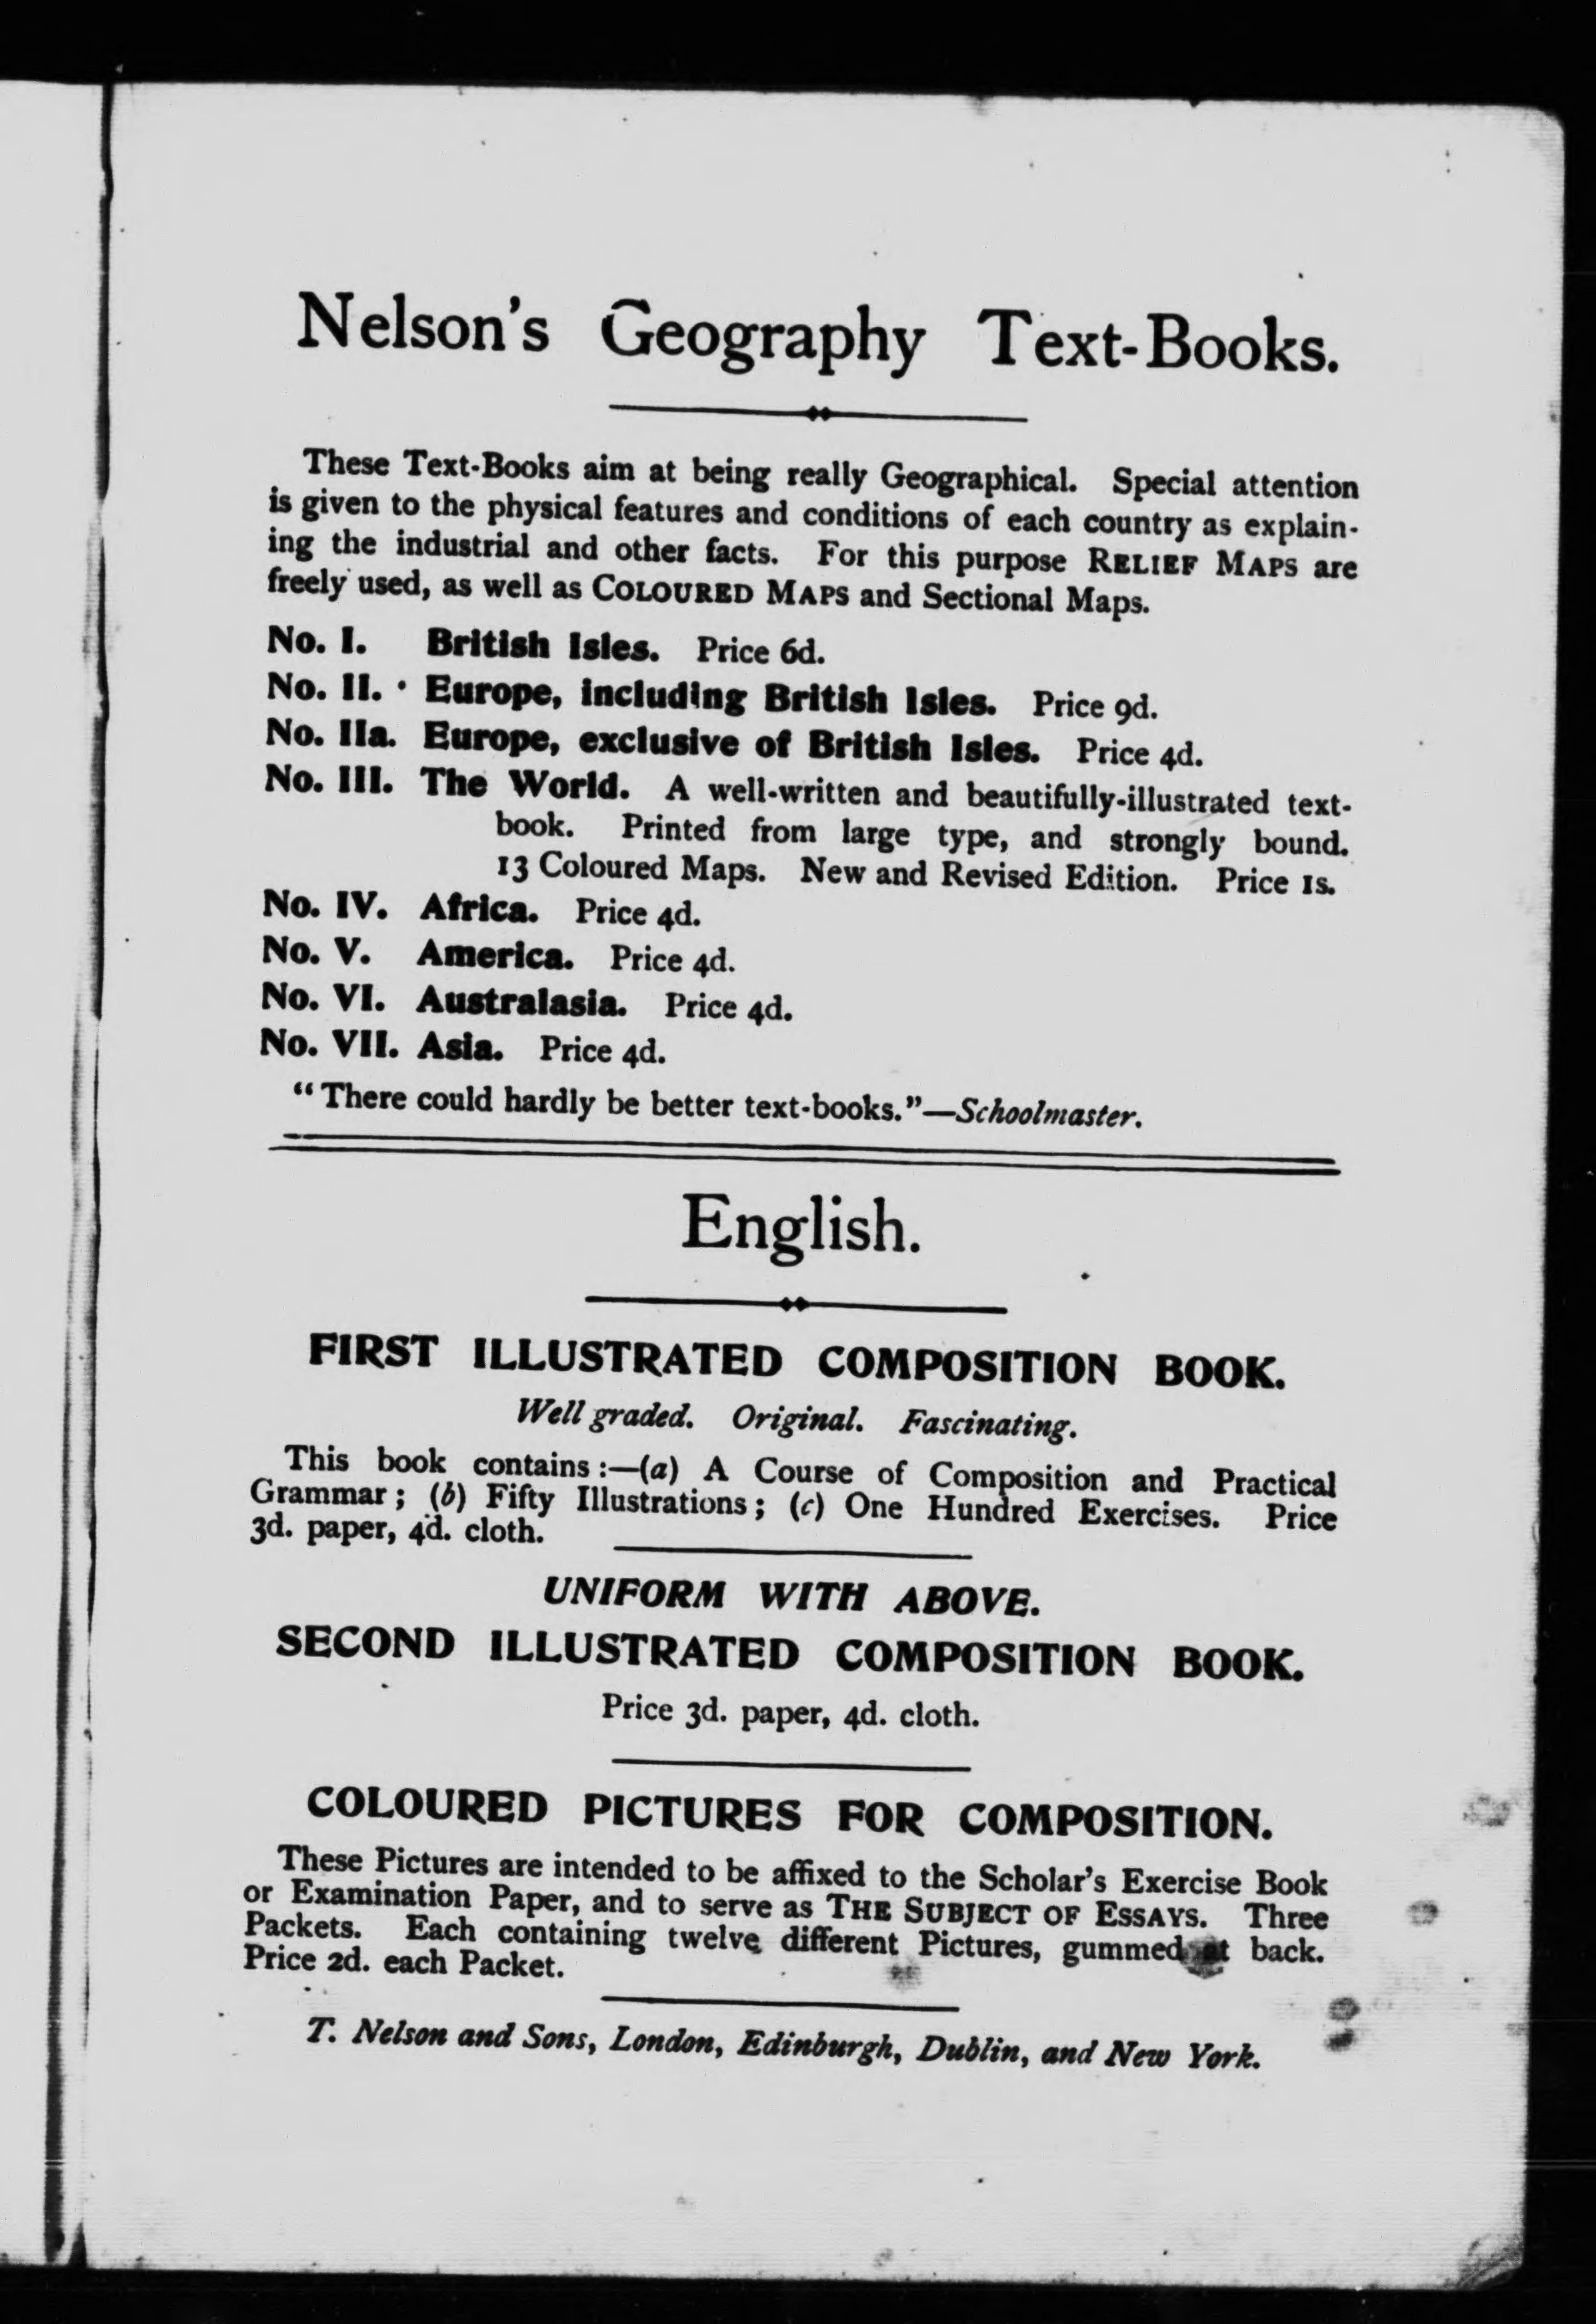 Nelson's Geography Text-Books.
These Text-Books aim at being really Geographical. Special attention
is given to the physical features and conditions of each country as explain-
ing the industrial and other facts. For this purpose RELIEF MAPS are
freely used, as well as COLOURED MAPS and Sectional Maps.
No. I. British Isles. Price 6d.
No. II. Europe, including British Isles. Price 9d.
No. IIa. Europe, exclusive of British Isles. Price 4d.
No. III. The World. A well-written and beautifully-illustrated text-
book. Printed from large type, and strongly bound.
13 Coloured Maps. New and Revised Edition. Price 1s.
No. IV. Africa. Price 4d.
No. V. America. Price 4d.
No. VI. Australasia. Price 4d.
No. VII. Asia. Price 4d.
"There could hardly be better text-books."—Schoolmaster.
English.
FIRST ILLUSTRATED COMPOSITION BOOK.
Well graded. Original. Fascinating.
This book contains :—(a) A Course of Composition and Practical
Grammar; (b) Fifty Illustrations; (c) One Hundred Exercises. Price
3d. paper, 4d. cloth.
UNIFORM WITH ABOVE.
SECOND ILLUSTRATED COMPOSITION BOOK.
Price 3d. paper, 4d. cloth.
COLOURED PICTURES FOR COMPOSITION.
These Pictures are intended to be affixed to the Scholar's Exercise Book
or Examination Paper, and to serve as THE SUBJECT OF ESSAYS. Three
Packets. Each containing twelve different Pictures, gummed at back.
Price 2d. each Packet.
T. Nelson and Sons, London, Edinburgh, Dublin, and New York.